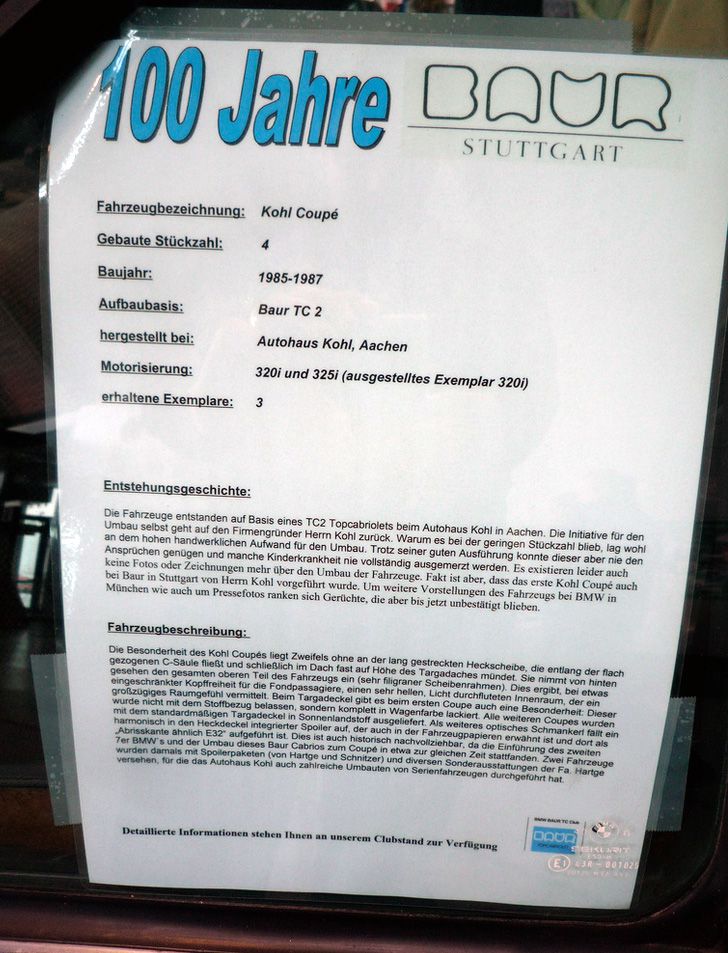 100 Jahre BAUR
STUTTGART
Fahrzeugbezeichnung: Kohl Coupé
Gebaute Stückzahl: 4
Baujahr: 1985-1987
Aufbaubasis: Baur TC 2
hergestellt bei: Autohaus Kohl, Aachen
Motorisierung: 320i und 325i (ausgestelltes Exemplar 320i)
erhaltene Exemplare: 3
Entstehungsgeschichte:
Die Fahrzeuge entstanden auf Basis eines TC2 Topcabriolets beim Autohaus Kohl in Aachen. Die Initiative für den
Umbau selbst geht auf den Firmengründer Herrn Kohl zurück. Warum es bei der geringen Stückzahl blieb, lag wohl
an dem hohen handwerklichen Aufwand für den Umbau. Trotz seiner guten Ausführung konnte dieser aber nie den
Ansprüchen genügen und manche Kinderkrankheit nie vollständig ausgemerzt werden. Es existieren leider auch
keine Fotos oder Zeichnungen mehr über den Umbau der Fahrzeuge. Fakt ist aber, dass das erste Kohl Coupé auch
bei Baur in Stuttgart von Herrn Kohl vorgeführt wurde. Um weitere Vorstellungen des Fahrzeugs bei BMW in
München wie auch um Pressefotos ranken sich Gerüchte, die aber bis jetzt unbestätigt blieben.
Fahrzeugbeschreibung:
Die Besonderheit des Kohl Coupés liegt Zweifels ohne an der lang gestreckten Heckscheibe, die entlang der flach
gezogenen C-Säule fließt und schließlich im Dach fast auf Höhe des Targadaches mündet. Sie nimmt von hinten
gesehen den gesamten oberen Teil des Fahrzeugs ein (sehr filigraner Scheibenrahmen). Dies ergibt, bei etwas
eingeschränkter Kopffreiheit für die Fondpassagiere, einen sehr hellen, Licht durchfluteten Innenraum, der ein
großzügiges Raumgefühl vermittelt. Beim Targadeckel gibt es beim ersten Coupe auch eine Besonderheit: Dieser
wurde nicht mit dem Stoffbezug belassen, sondern komplett in Wagenfarbe lackiert. Alle weiteren Coupes wurden
mit dem standardmäßigen Targadeckel in Sonnenlandstoff ausgeliefert. Als weiteres optisches Schmankerl fällt ein
harmonisch in den Heckdeckel integrierter Spoiler auf, der auch in der Fahrzeugpapieren erwähnt ist und dort als
„Abrisskante ähnlich E32“ aufgeführt ist. Dies ist auch historisch nachvollziehbar, da die Einführung des zweiten
7er BMW`s und der Umbau dieses Baur Cabrios zum Coupé in etwa zur gleichen Zeit stattfanden. Zwei Fahrzeuge
wurden damals mit Spoilerpaketen (von Hartge und Schnitzer) und diversen Sonderausstattungen der Fa. Hartge
versehen, für die das Autohaus Kohl auch zahlreiche Umbauten von Serienfahrzeugen durchgeführt hat.
Detaillierte Informationen stehen Ihnen an unserem Clubstand zur Verfügung
BMW BAUR TC Club
BAUR
SEKURIT
E1 43R-001025